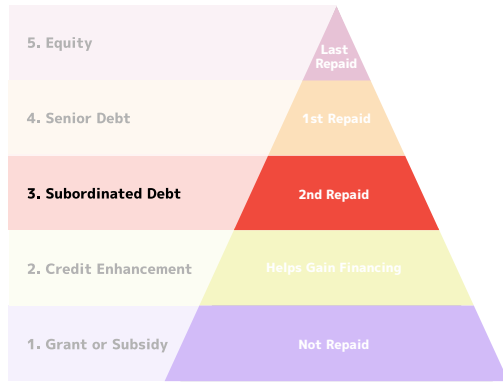 5. Equity
Last
Repaid
4. Senior Debt
1st Repaid
3. Subordinated Debt
2nd Repaid
2. Credit Enhancement
Helps Gain Financing
1. Grant or Subsidy
Not Repaid